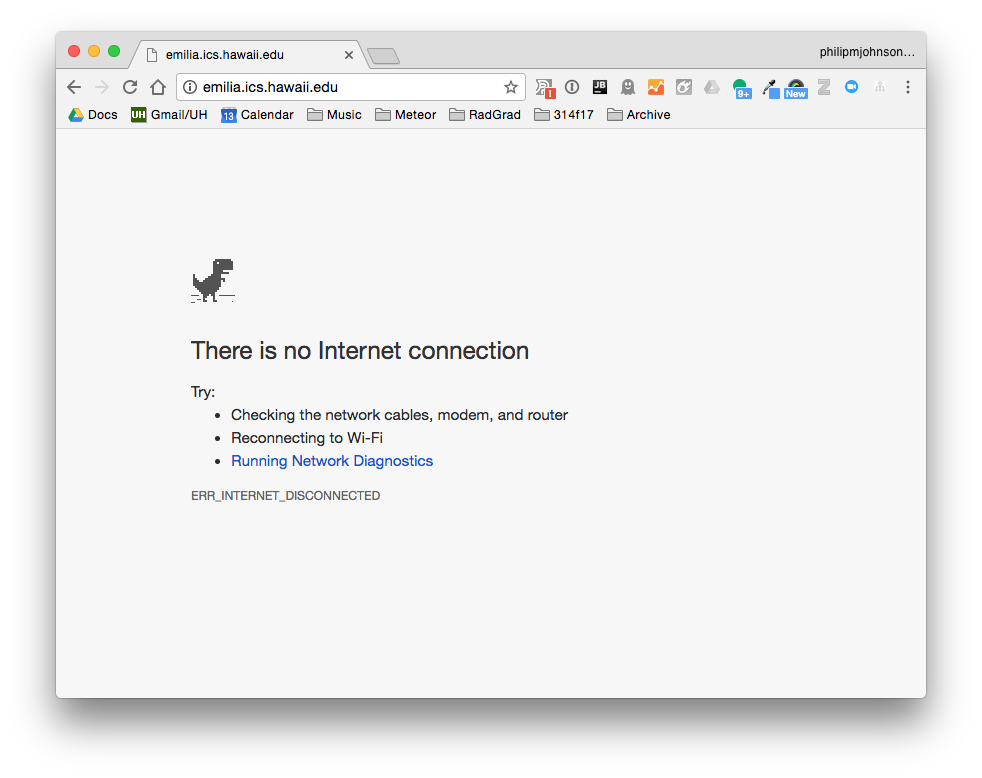 emilia.ics.hawaii.edu
philipmjohnson...
emilia.ics.hawaii.edu
! JB 9+ New Z
Docs UH Gmail/UH 13 Calendar Music Meteor RadGrad 314f17 Archive
There is no Internet connection
Try:
• Checking the network cables, modem, and router
• Reconnecting to Wi-Fi
• Running Network Diagnostics
ERR_INTERNET_DISCONNECTED